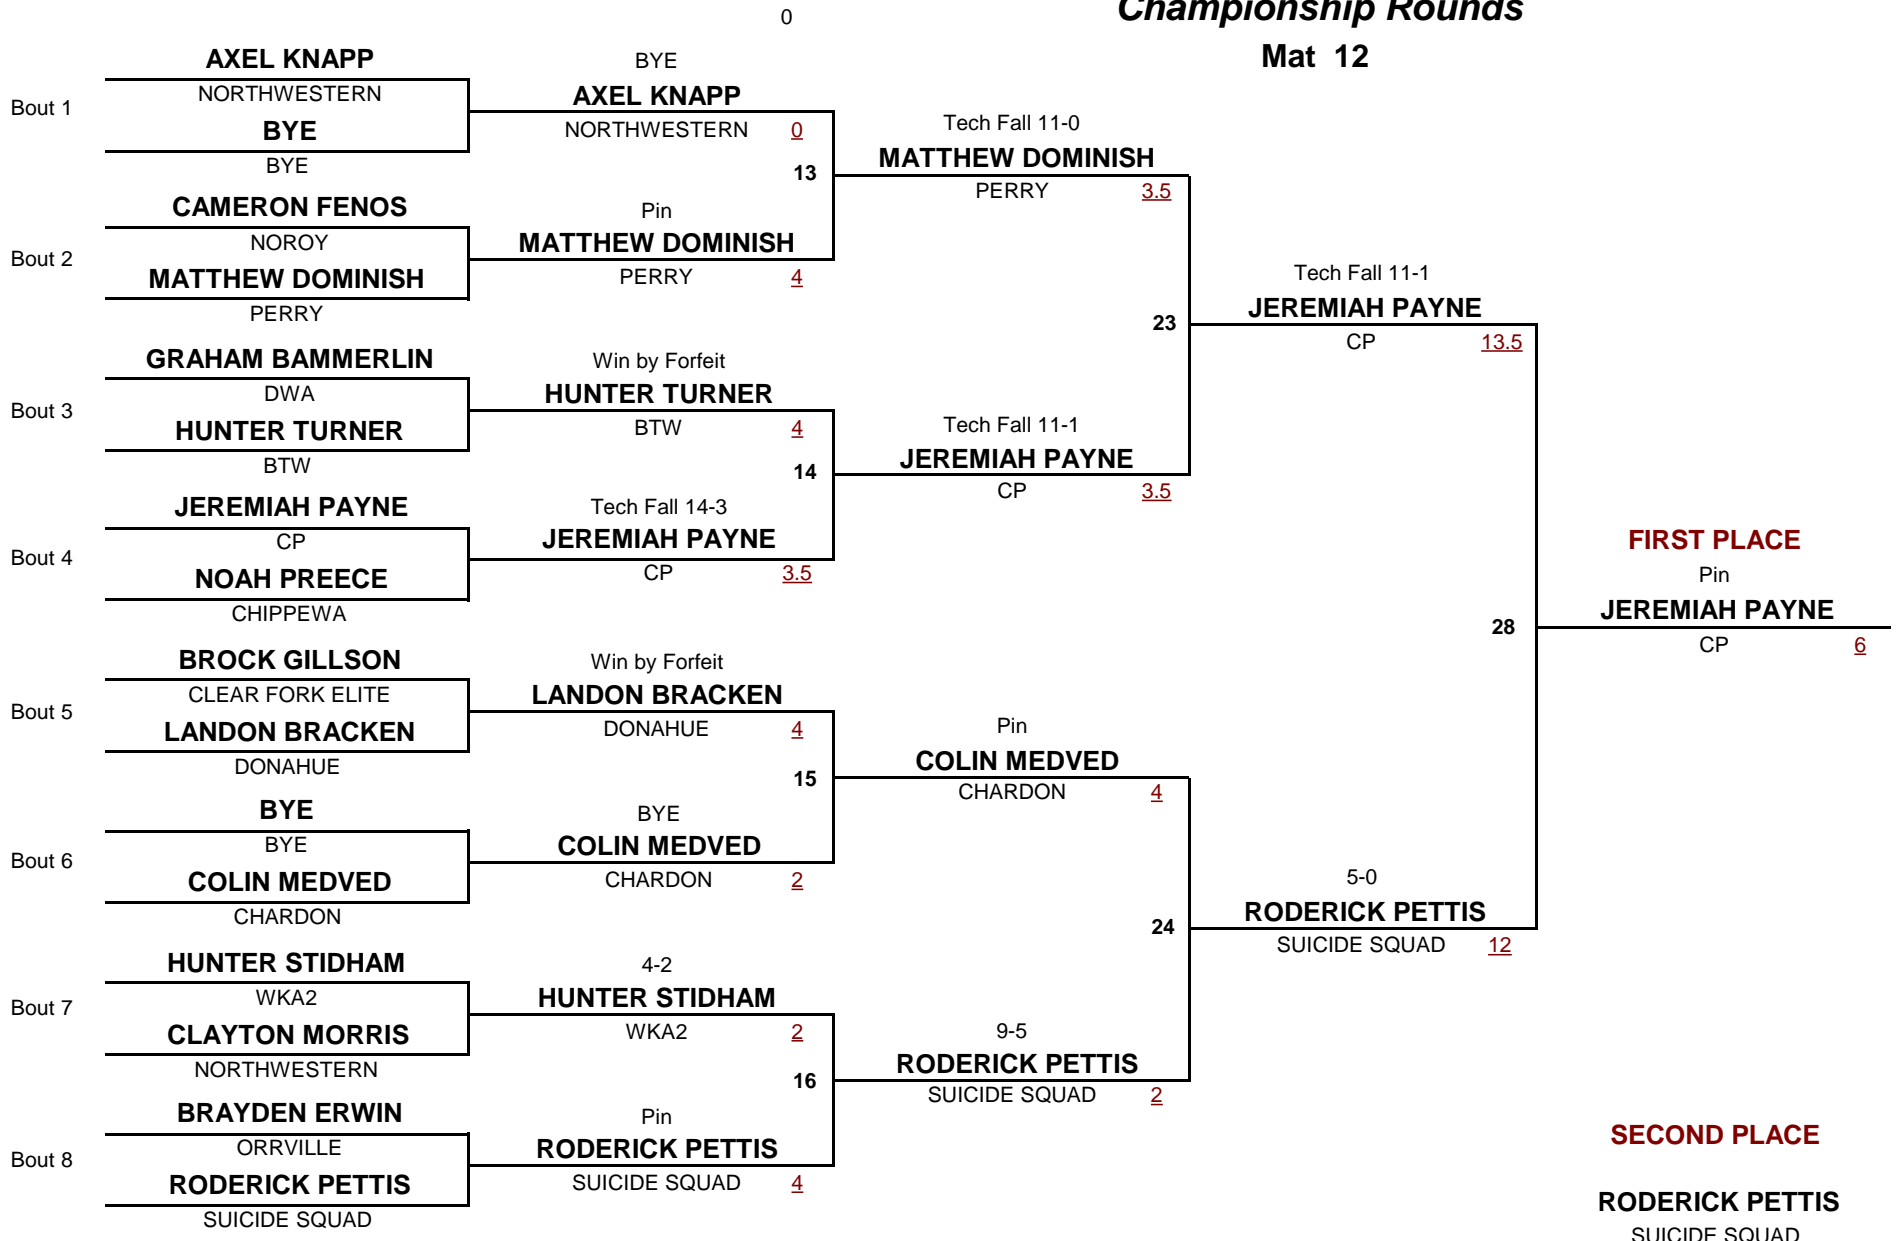 0
Championship Rounds
Mat 12
AXEL KNAPP
NORTHWESTERN
Bout 1
BYE
BYE
CAMERON FENOS
NOROY
Bout 2
MATTHEW DOMINISH
PERRY
GRAHAM BAMMERLIN
DWA
Bout 3
HUNTER TURNER
BTW
JEREMIAH PAYNE
CP
Bout 4
NOAH PREECE
CHIPPEWA
BROCK GILLSON
CLEAR FORK ELITE
Bout 5
LANDON BRACKEN
DONAHUE
BYE
BYE
Bout 6
COLIN MEDVED
CHARDON
HUNTER STIDHAM
WKA2
Bout 7
CLAYTON MORRIS
NORTHWESTERN
BRAYDEN ERWIN
ORRVILLE
Bout 8
RODERICK PETTIS
SUICIDE SQUAD
BYE
AXEL KNAPP
NORTHWESTERN 0
13
Pin
MATTHEW DOMINISH
PERRY 4
Win by Forfeit
HUNTER TURNER
BTW 4
14
Tech Fall 14-3
JEREMIAH PAYNE
CP 3.5
Win by Forfeit
LANDON BRACKEN
DONAHUE 4
15
BYE
COLIN MEDVED
CHARDON 2
4-2
HUNTER STIDHAM
WKA2 2
16
Pin
RODERICK PETTIS
SUICIDE SQUAD 4
Tech Fall 11-0
MATTHEW DOMINISH
PERRY 3.5
23
Tech Fall 11-1
JEREMIAH PAYNE
CP 3.5
Pin
COLIN MEDVED
CHARDON 4
24
9-5
RODERICK PETTIS
SUICIDE SQUAD 2
Tech Fall 11-1
JEREMIAH PAYNE
CP 13.5
28
5-0
RODERICK PETTIS
SUICIDE SQUAD 12
FIRST PLACE
Pin
JEREMIAH PAYNE
CP 6
SECOND PLACE
RODERICK PETTIS
SUICIDE SQUAD